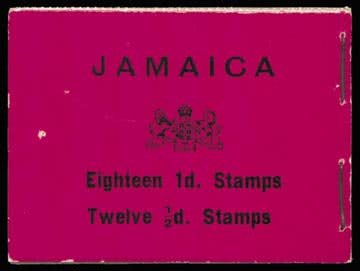 JAMAICA
Eighteen 1d. Stamps
Twelve ½d. Stamps